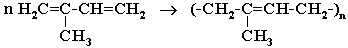 n H₂C=C-CH=CH₂ → (-CH₂-C=CH-CH₂-)ₙ
CH₃ CH₃